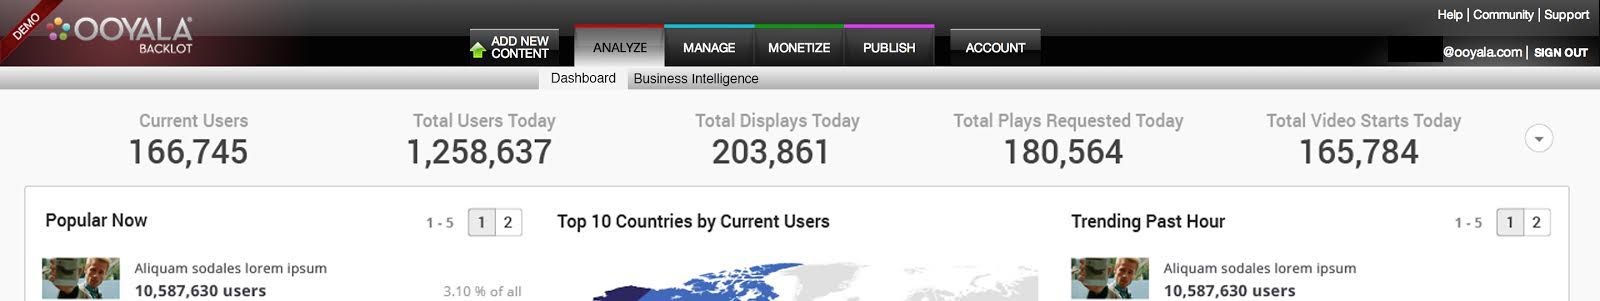 DEMO
OOYALA
BACKLOT
Help | Community | Support
ADD NEW
CONTENT
ANALYZE
MANAGE
MONETIZE
PUBLISH
ACCOUNT
@ooyala.com | SIGN OUT
Dashboard
Business Intelligence
Current Users
166,745
Total Users Today
1,258,637
Total Displays Today
203,861
Total Plays Requested Today
180,564
Total Video Starts Today
165,784
Popular Now
1 - 5
1
2
Aliquam sodales lorem ipsum
10,587,630 users
3.10 % of all
Top 10 Countries by Current Users
Trending Past Hour
1 - 5
1
2
Aliquam sodales lorem ipsum
10,587,630 users